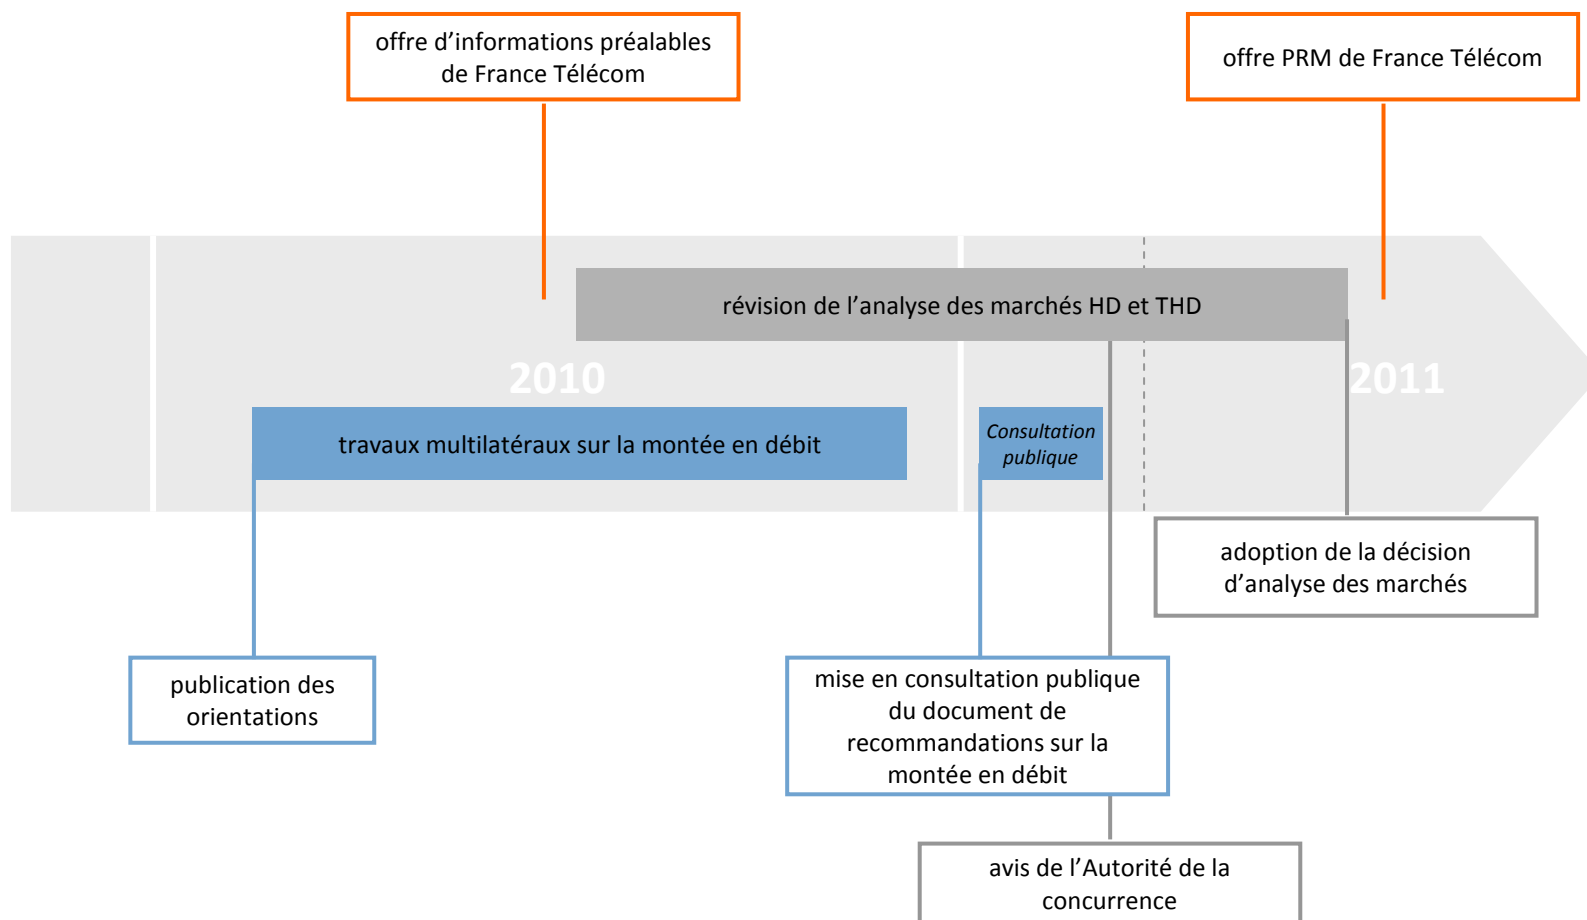 offre d’informations préalables
de France Télécom
offre PRM de France Télécom
révision de l’analyse des marchés HD et THD
2010
2011
travaux multilatéraux sur la montée en débit
Consultation
publique
adoption de la décision
d’analyse des marchés
publication des
orientations
mise en consultation publique
du document de
recommandations sur la
montée en débit
avis de l’Autorité de la
concurrence